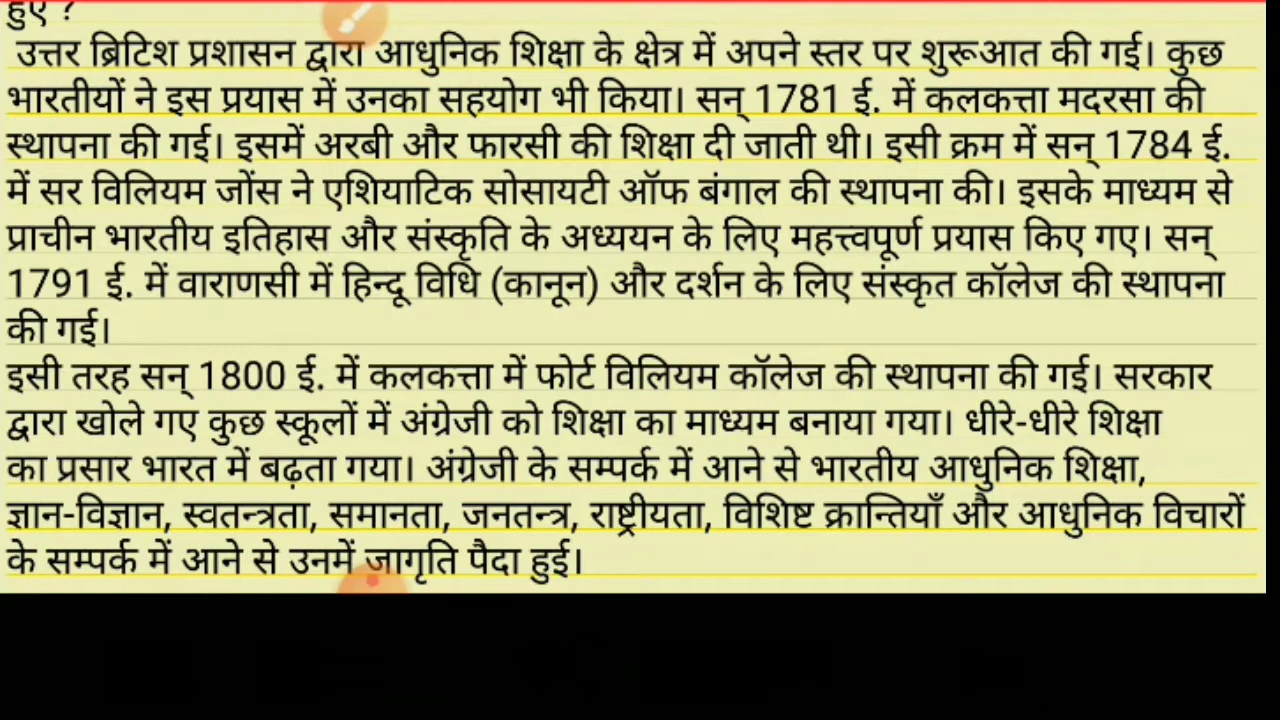 हुए ?
उत्तर ब्रिटिश प्रशासन द्वारा आधुनिक शिक्षा के क्षेत्र में अपने स्तर पर शुरूआत की गई। कुछ
भारतीयों ने इस प्रयास में उनका सहयोग भी किया। सन् 1781 ई. में कलकत्ता मदरसा की
स्थापना की गई। इसमें अरबी और फारसी की शिक्षा दी जाती थी। इसी क्रम में सन् 1784 ई.
में सर विलियम जोंस ने एशियाटिक सोसायटी ऑफ बंगाल की स्थापना की। इसके माध्यम से
प्राचीन भारतीय इतिहास और संस्कृति के अध्ययन के लिए महत्त्वपूर्ण प्रयास किए गए। सन्
1791 ई. में वाराणसी में हिन्दू विधि (कानून) और दर्शन के लिए संस्कृत कॉलेज की स्थापना
की गई।
इसी तरह सन् 1800 ई. में कलकत्ता में फोर्ट विलियम कॉलेज की स्थापना की गई। सरकार
द्वारा खोले गए कुछ स्कूलों में अंग्रेजी को शिक्षा का माध्यम बनाया गया। धीरे-धीरे शिक्षा
का प्रसार भारत में बढ़ता गया। अंग्रेजी के सम्पर्क में आने से भारतीय आधुनिक शिक्षा,
ज्ञान-विज्ञान, स्वतन्त्रता, समानता, जनतन्त्र, राष्ट्रीयता, विशिष्ट क्रान्तियाँ और आधुनिक विचारों
के सम्पर्क में आने से उनमें जागृति पैदा हुई।